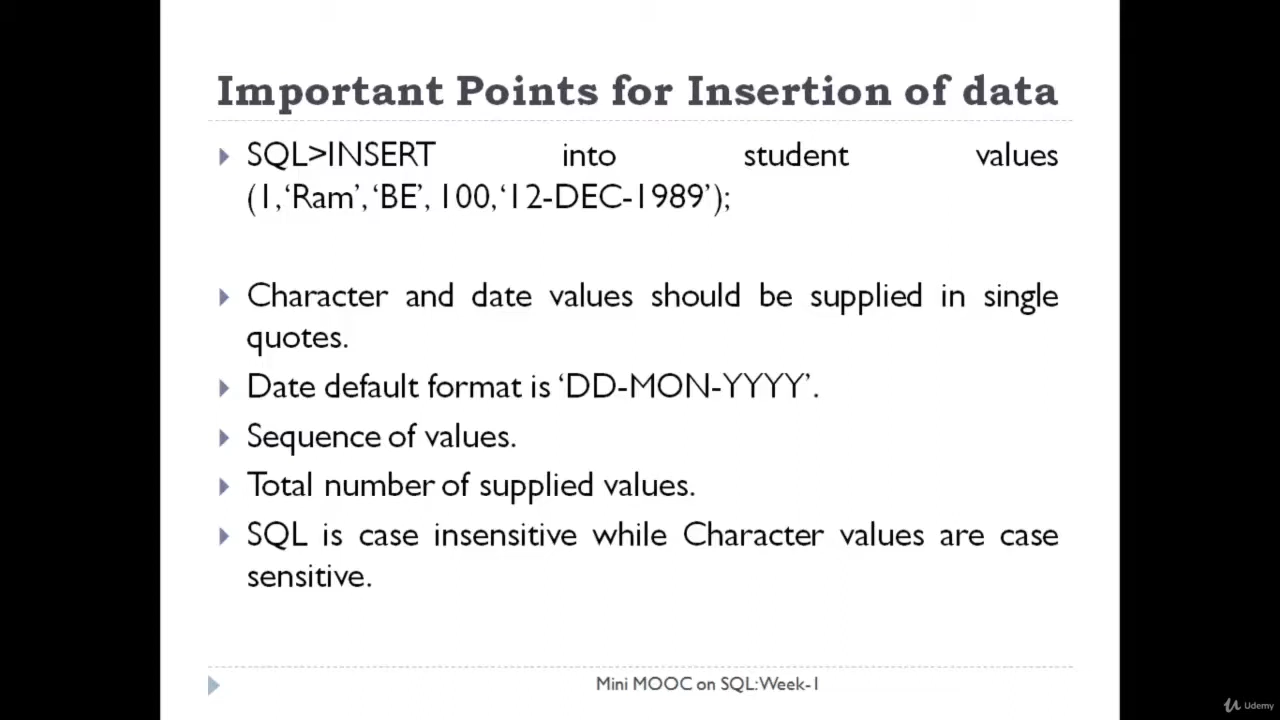 Important Points for Insertion of data
SQL>INSERT into student values
(1,‘Ram’,‘BE’, 100,‘12-DEC-1989’);
Character and date values should be supplied in single
quotes.
Date default format is ‘DD-MON-YYYY’.
Sequence of values.
Total number of supplied values.
SQL is case insensitive while Character values are case
sensitive.
Mini MOOC on SQL:Week-1
Udemy